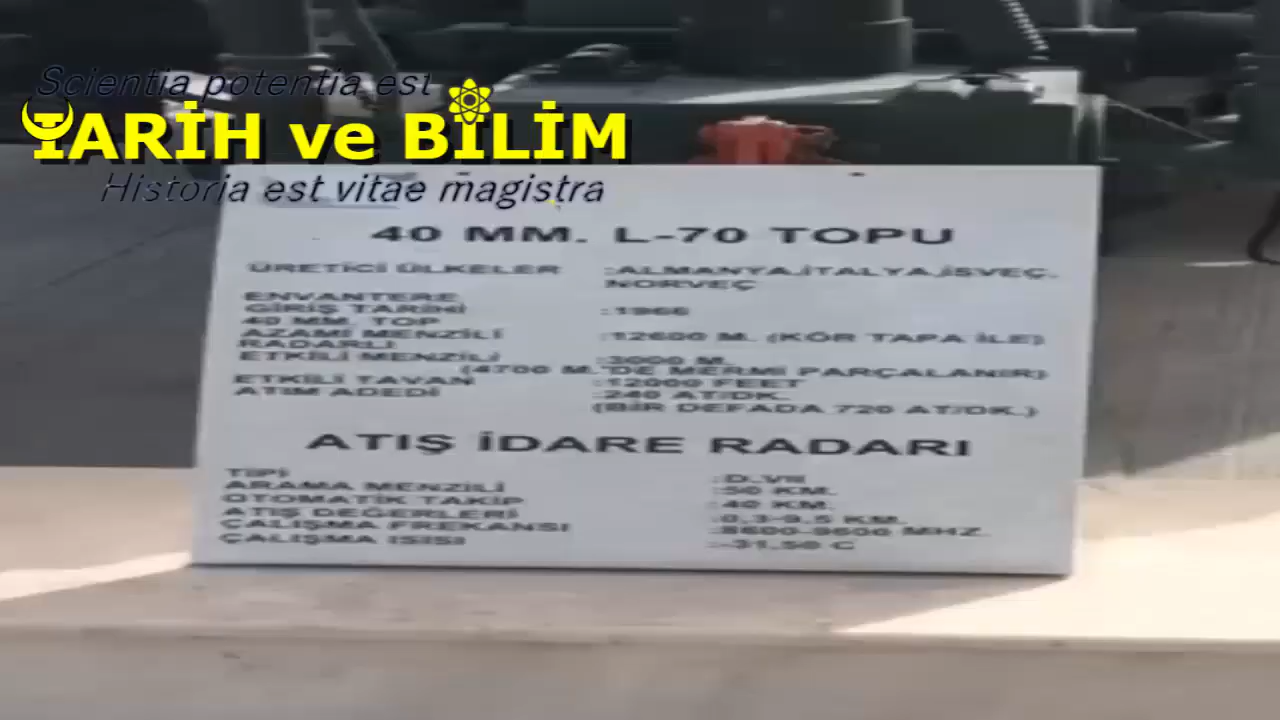 Scientia potentia est
TARİH ve BİLİM
Historia est vitae magistra
40 MM. L-70 TOPU
ÜRETİCİ ÜLKELER :ALMANYA,İTALYA,İSVEÇ,
NORVEÇ
ENVANTERE
GİRİŞ TARİHİ :1966
40 MM. TOP
AZAMİ MENZİLİ :12600 M. (KÖR TAPA İLE)
RADARLI
ETKİLİ MENZİLİ :3000 M.
(4700 M.'DE MERMİ PARÇALANIR)
ETKİLİ TAVAN :12000 FEET
ATIM ADEDİ :240 AT/DK.
(BİR DEFADA 720 AT/DK.)
ATIŞ İDARE RADARI
TİPİ :D.VII
ARAMA MENZİLİ :50 KM.
OTOMATİK TAKİP :40 KM.
ATIŞ DEĞERLERİ :0,3-9,5 KM.
ÇALIŞMA FREKANSI :8600-9600 MHZ.
ÇALIŞMA ISISI :-31,50 C